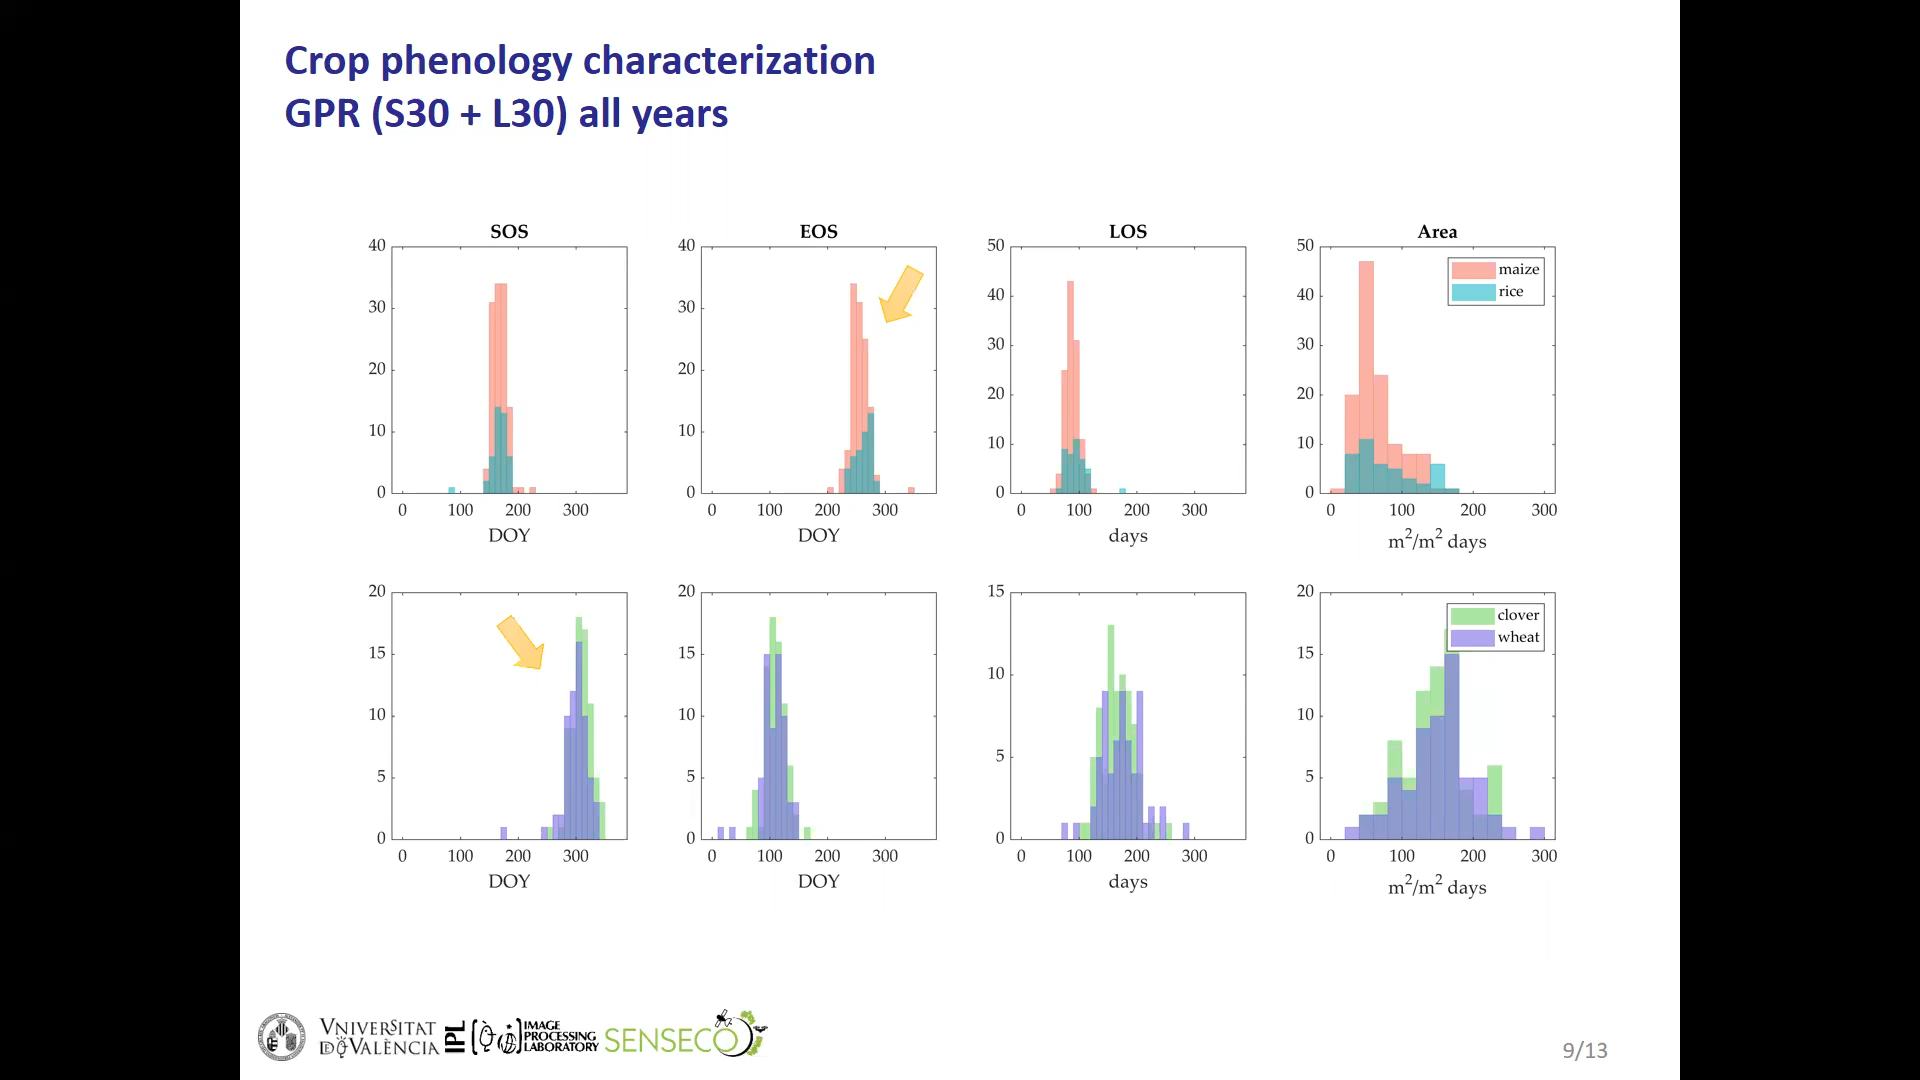 Crop phenology characterization
GPR (S30 + L30) all years
SOS
40
30
20
10
0
0 100 200 300
DOY
EOS
40
30
20
10
0
0 100 200 300
DOY
LOS
50
40
30
20
10
0
0 100 200 300
days
Area
50
40
30
20
10
0
maize
rice
0 100 200 300
m²/m² days
20
15
10
5
0
0 100 200 300
DOY
20
15
10
5
0
0 100 200 300
DOY
15
10
5
0
0 100 200 300
days
20
15
10
5
0
clover
wheat
0 100 200 300
m²/m² days
VNIVERSITAT
DE VALÈNCIA
IPL
IMAGE
PROCESSING
LABORATORY
SENSECO
9/13